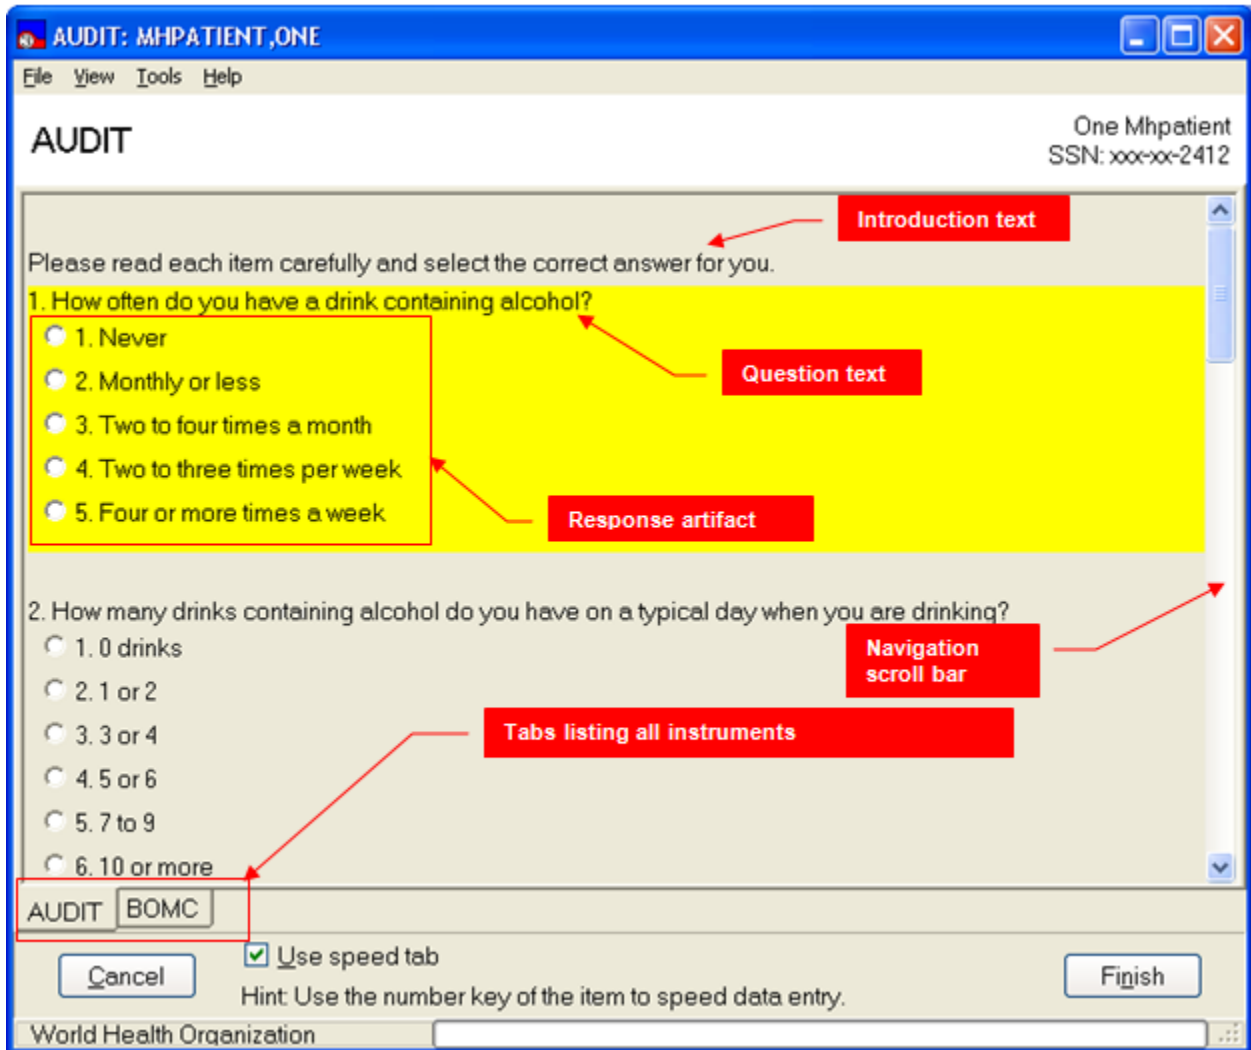 AUDIT: MHPATIENT,ONE
File View Tools Help
AUDIT
One Mhpatient
SSN: xxx-xx-2412
Introduction text
Please read each item carefully and select the correct answer for you.
1. How often do you have a drink containing alcohol?
1. Never
Question text
2. Monthly or less
3. Two to four times a month
4. Two to three times per week
5. Four or more times a week
Response artifact
2. How many drinks containing alcohol do you have on a typical day when you are drinking?
1. 0 drinks
Navigation
scroll bar
2. 1 or 2
3. 3 or 4
Tabs listing all instruments
4. 5 or 6
5. 7 to 9
6. 10 or more
AUDIT BOMC
Cancel
Use speed tab
Hint: Use the number key of the item to speed data entry.
Finish
World Health Organization